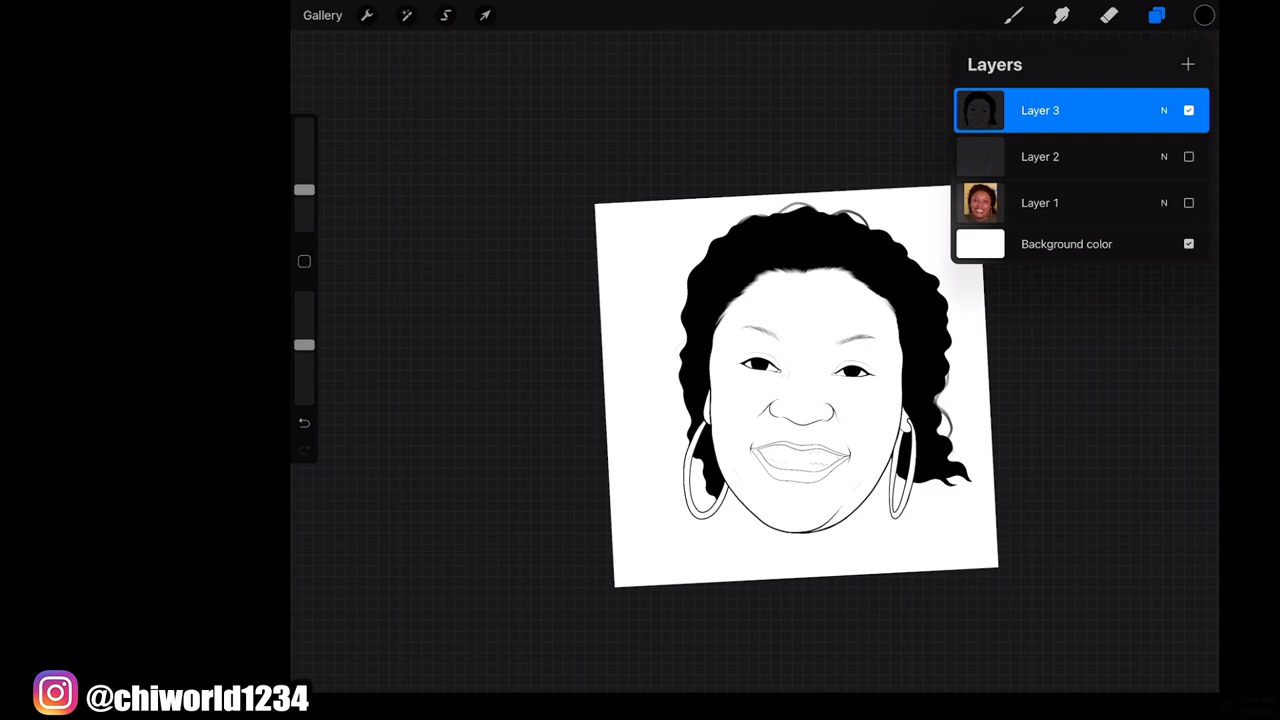 Gallery
Layers
Layer 3 N
Layer 2 N
Layer 1 N
Background color
@chiworld1234